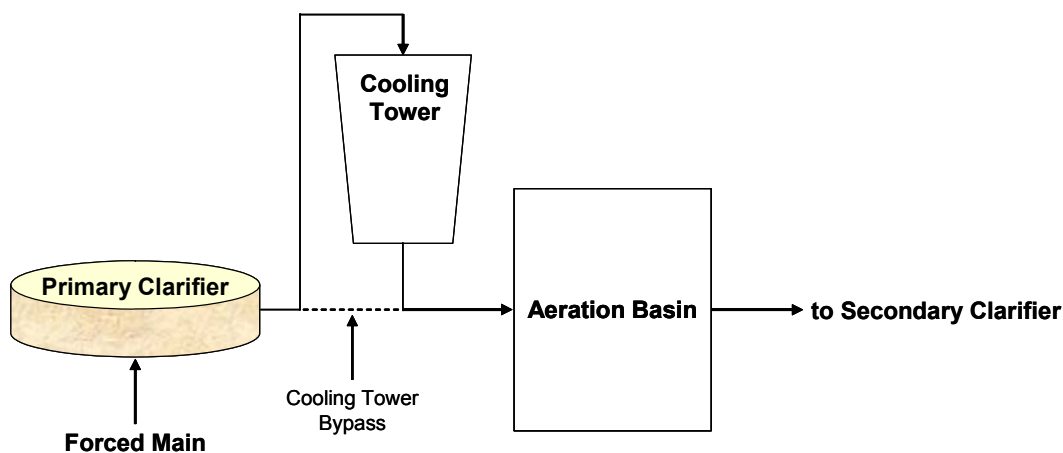 Cooling
Tower
Primary Clarifier
Aeration Basin
to Secondary Clarifier
Cooling Tower
Bypass
Forced Main